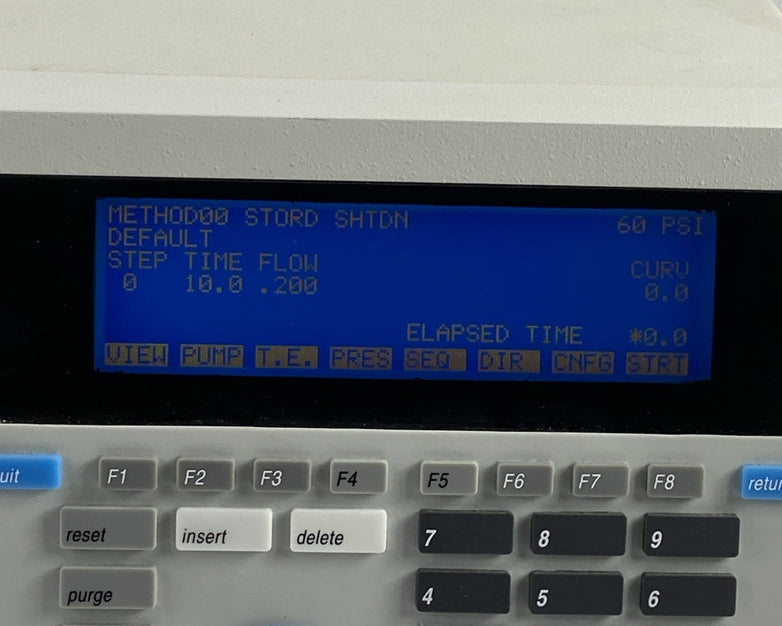 METHOD00 STORD SHTDN 60 PSI
DEFAULT
STEP TIME FLOW CURV
0 10.0 .200 0.0
ELAPSED TIME *0.0
VIEW PUMP T.E. PRES SEQ DIR. CNFG STRT
F1 F2 F3 F4 F5 F6 F7 F8
reset insert delete 7 8 9
purge 4 5 6